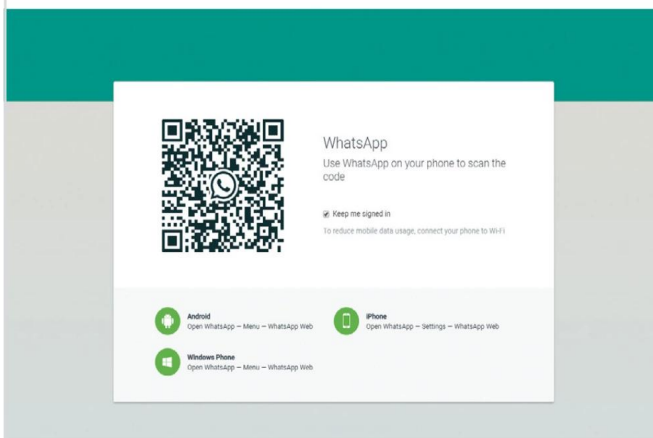 WhatsApp
Use WhatsApp on your phone to scan the
code
Keep me signed in
To reduce mobile data usage, connect your phone to Wi-Fi
Android
Open WhatsApp – Menu – WhatsApp Web
iPhone
Open WhatsApp – Settings – WhatsApp Web
Windows Phone
Open WhatsApp – Menu – WhatsApp Web